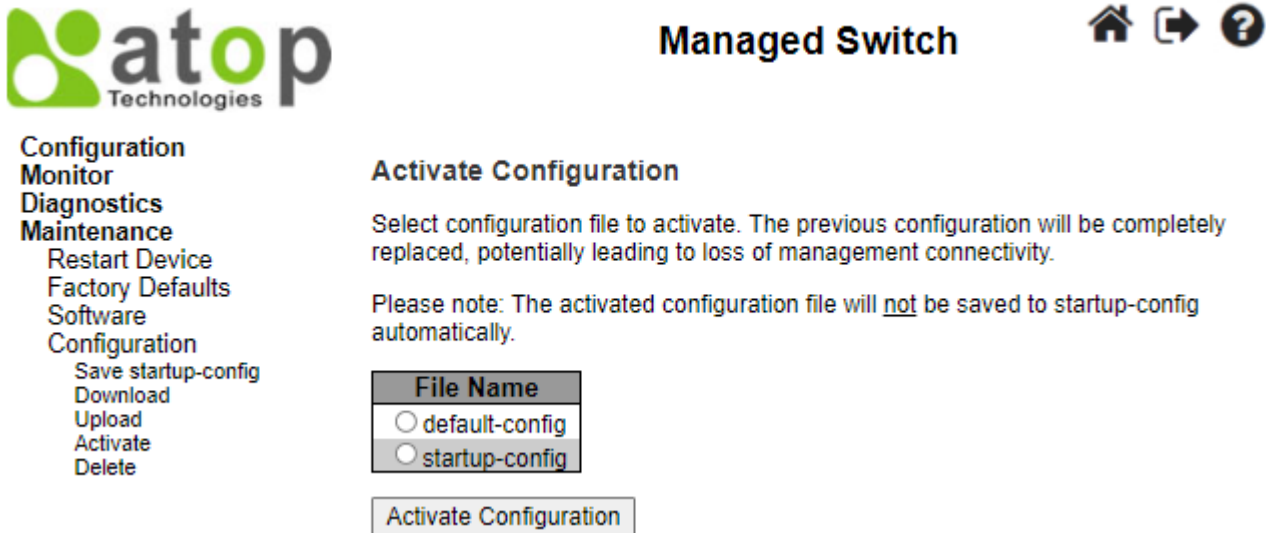 atop
Technologies
Managed Switch
Configuration
Monitor
Diagnostics
Maintenance
Restart Device
Factory Defaults
Software
Configuration
Save startup-config
Download
Upload
Activate
Delete
Activate Configuration
Select configuration file to activate. The previous configuration will be completely
replaced, potentially leading to loss of management connectivity.
Please note: The activated configuration file will not be saved to startup-config
automatically.
File Name
default-config
startup-config
Activate Configuration